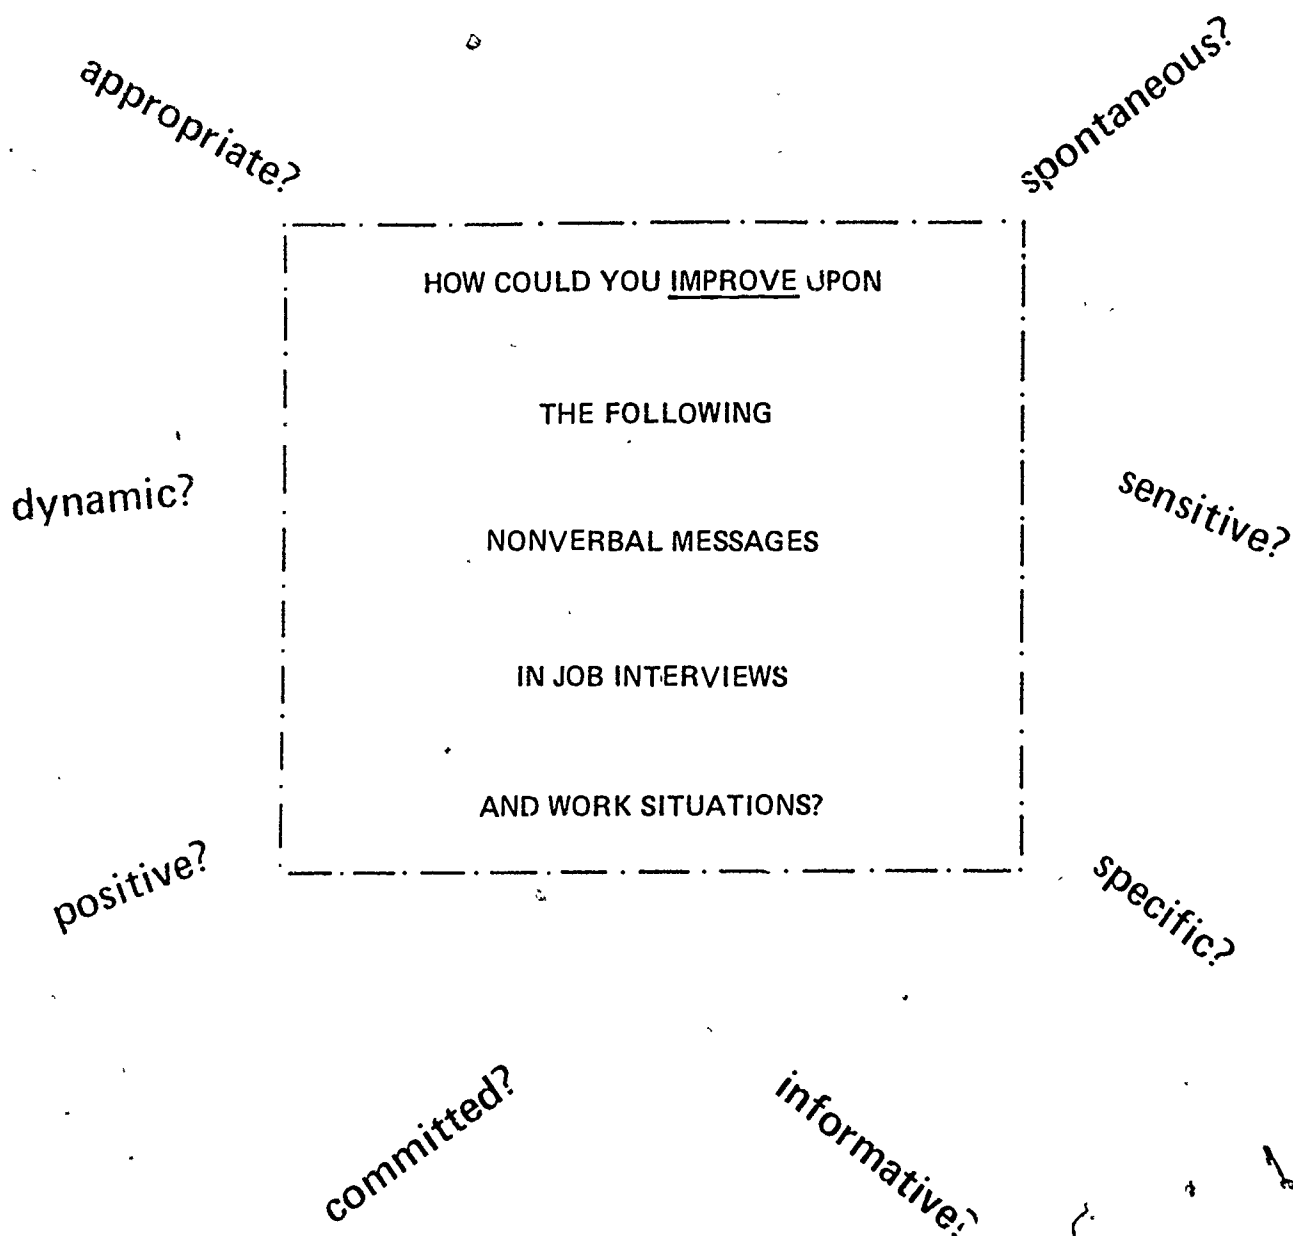 appropriate?
spontaneous?
HOW COULD YOU IMPROVE UPON
THE FOLLOWING
dynamic?
sensitive?
NONVERBAL MESSAGES
IN JOB INTERVIEWS
AND WORK SITUATIONS?
positive?
specific?
committed?
informative?